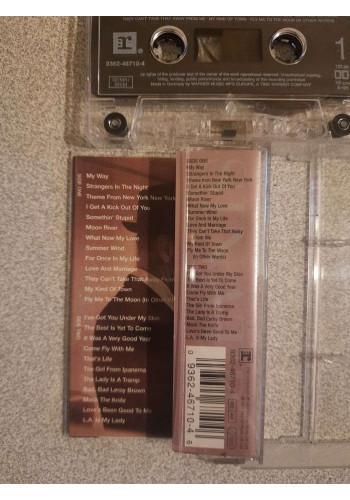 THEY CAN'T TAKE THAT AWAY FROM ME · MY KIND OF TOWN · FLY ME TO THE MOON (IN OTHER WORDS)
R
9362-46710-4
1
Made in Germany by WARNER MUSIC MFG EUROPE, A TIME WARNER COMPANY
SIDE ONE
My Way
Strangers In The Night
Theme From New York New York
I Get A Kick Out Of You
Somethin' Stupid
Moon River
What Now My Love
Summer Wind
For Once In My Life
Love And Marriage
They Can't Take That Away From
My Kind Of Town
Fly Me To The Moon (In Other
SIDE TWO
I've Got You Under My Skin
The Best Is Yet To Come
It Was A Very Good Year
Come Fly With Me
That's Life
The Girl From Ipanema
The Lady Is A Tramp
Bad, Bad Leroy Brown
Mack The Knife
Love's Been Good To Me
L.A. Is My Lady
SIDE ONE
My Way
Strangers In The Night
Theme From New York New York
I Get A Kick Out Of You
Somethin' Stupid
Moon River
What Now My Love
Summer Wind
For Once In My Life
Love And Marriage
They Can't Take That Away
From Me
My Kind Of Town
Fly Me To The Moon
(In Other Words)
SIDE TWO
I've Got You Under My Skin
The Best Is Yet To Come
It Was A Very Good Year
Come Fly With Me
That's Life
The Girl From Ipanema
The Lady Is A Tramp
Bad, Bad Leroy Brown
Mack The Knife
Love's Been Good To Me
L.A. Is My Lady
9362-46710-4
0 9362-46710-4 6